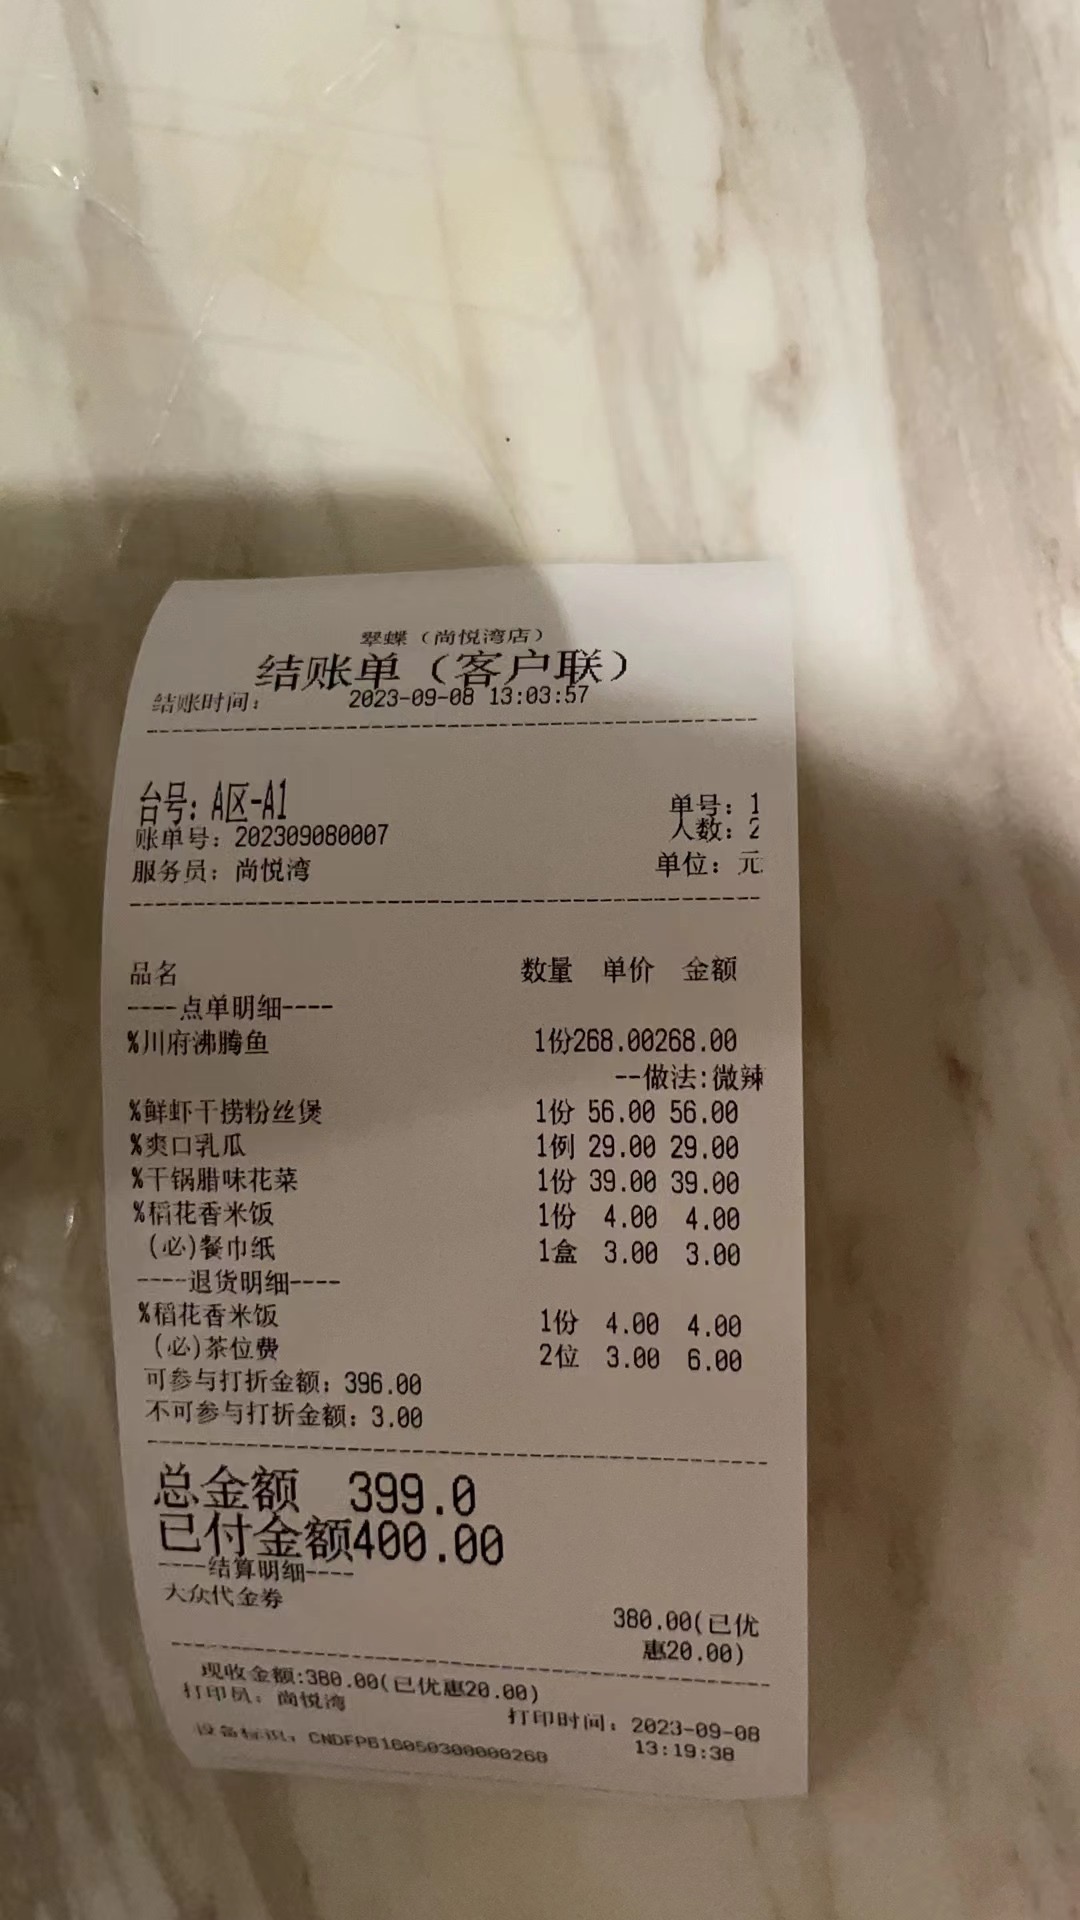 翠蝶（尚悦湾店）
结账单（客户联）
结账时间： 2023-09-08 13:03:57
台号: A区-A1 单号: 1
账单号: 202309080007 人数: 2
服务员: 尚悦湾 单位: 元
品名 数量 单价 金额
----点单明细----
%川府沸腾鱼 1份268.00268.00
--做法:微辣
%鲜虾干捞粉丝煲 1份 56.00 56.00
%爽口乳瓜 1例 29.00 29.00
%干锅腊味花菜 1份 39.00 39.00
%稻花香米饭 1份 4.00 4.00
(必)餐巾纸 1盒 3.00 3.00
----退货明细----
%稻花香米饭 1份 4.00 4.00
(必)茶位费 2位 3.00 6.00
可参与打折金额: 396.00
不可参与打折金额: 3.00
总金额 399.0
已付金额400.00
----结算明细----
大众代金券
380.00(已优
惠20.00)
现收金额:380.00(已优惠20.00)
打印员: 尚悦湾
打印时间: 2023-09-08
13:19:38
设备标识: CNDFPB16050300000260